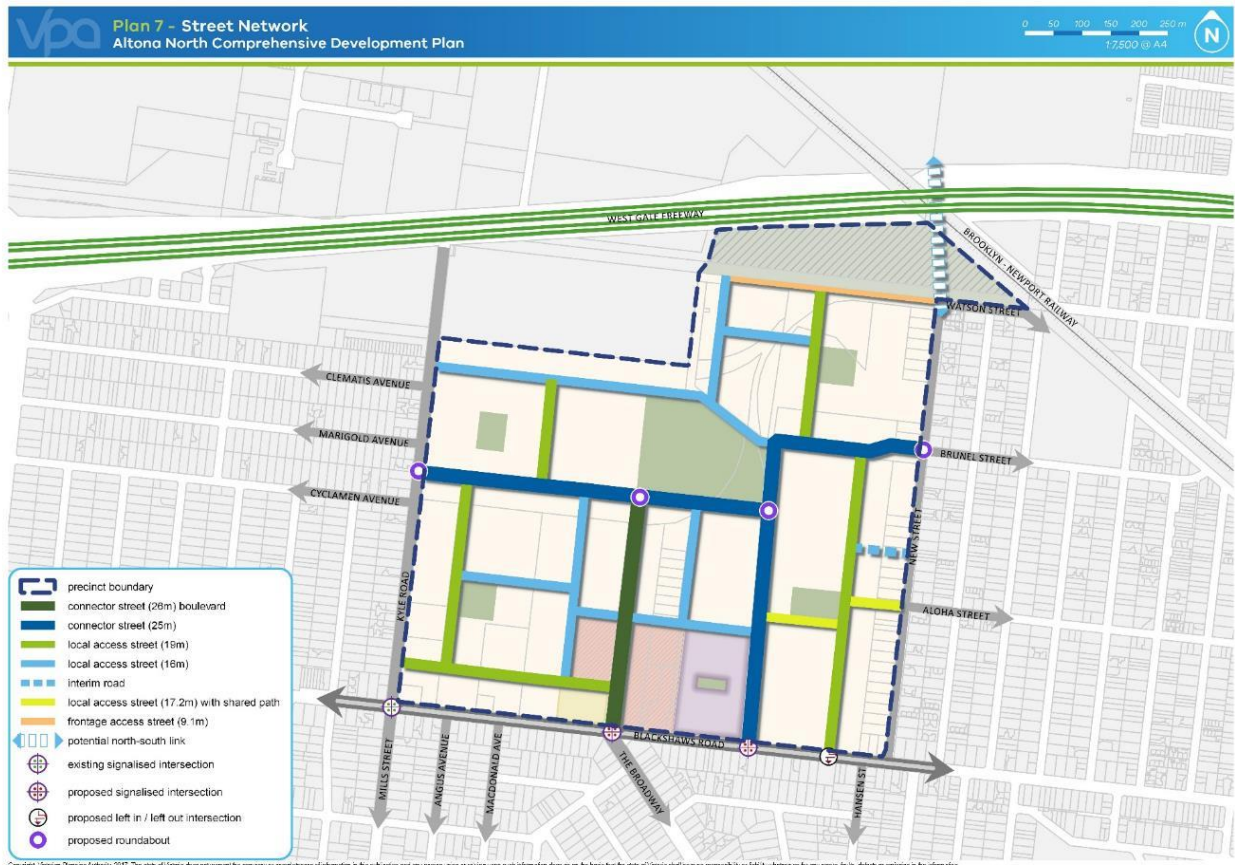 vpa
Plan 7 - Street Network
Altona North Comprehensive Development Plan
0 50 100 150 200 250 m
1:7,500 @ A4
N
WEST GATE FREEWAY
BROOKLYN - NEWPORT RAILWAY
WATSON STREET
CLEMATIS AVENUE
MARIGOLD AVENUE
BRUNEL STREET
CYCLAMEN AVENUE
NEW STREET
KYLE ROAD
ALOHA STREET
BLACKSHAWS ROAD
MILLS STREET
ANGUS AVENUE
MACDONALD AVE
THE BROADWAY
HANSEN ST
precinct boundary
connector street (26m) boulevard
connector street (25m)
local access street (19m)
local access street (16m)
interim road
local access street (17.2m) with shared path
frontage access street (9.1m)
potential north-south link
existing signalised intersection
proposed signalised intersection
proposed left in / left out intersection
proposed roundabout